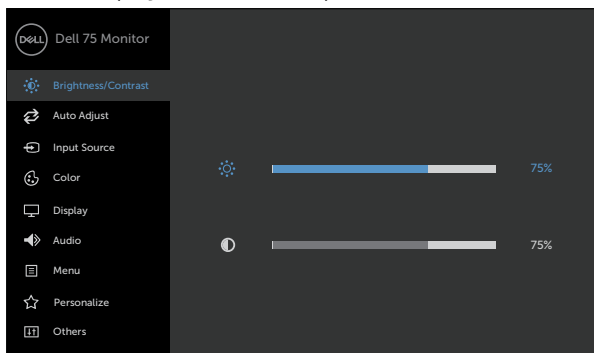 DELL
Dell 75 Monitor
Brightness/Contrast
Auto Adjust
Input Source
Color
Display
Audio
Menu
Personalize
Others
75%
75%